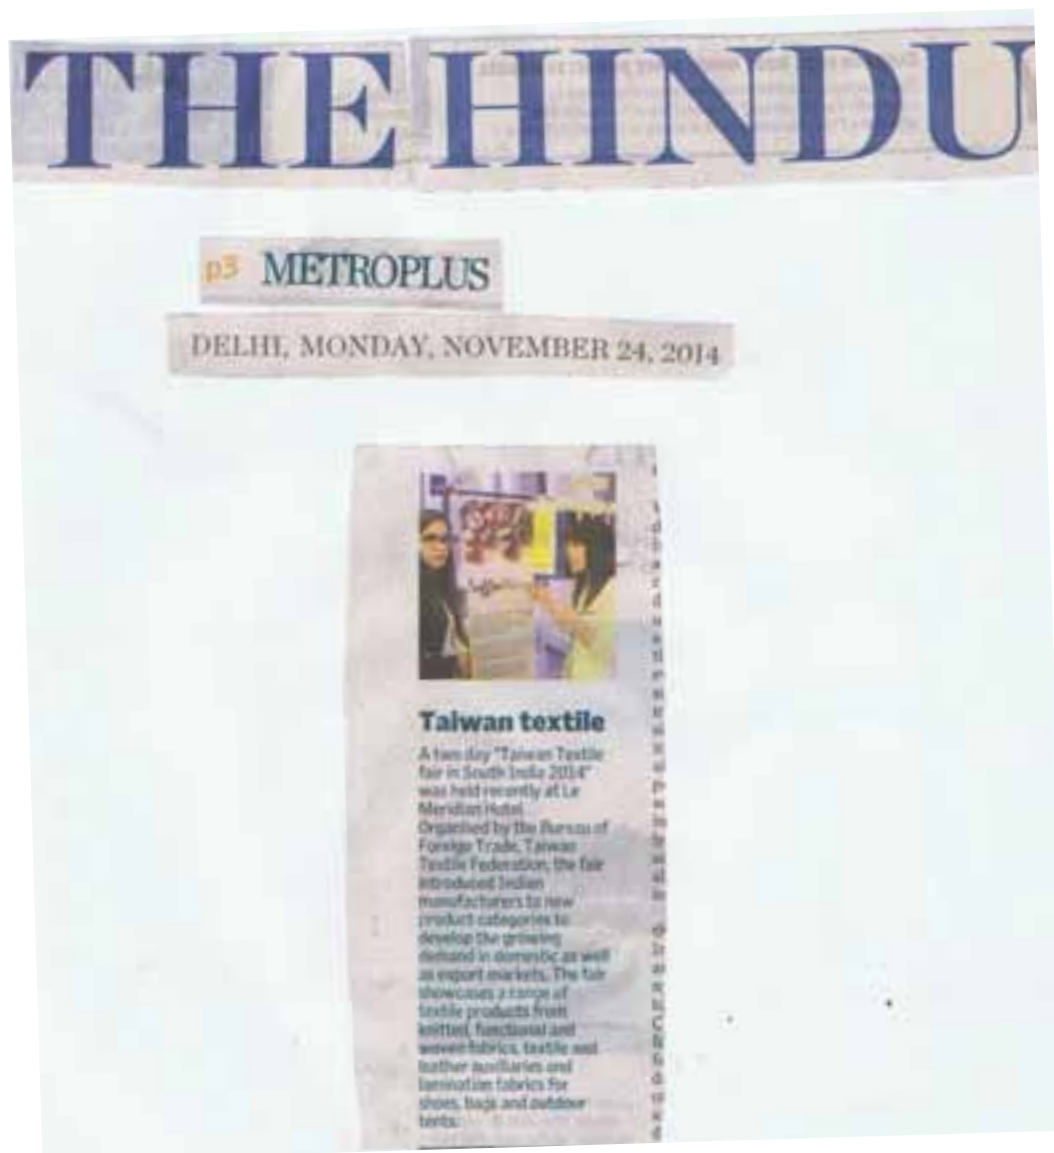 THE HINDU
p3 METROPLUS
DELHI, MONDAY, NOVEMBER 24, 2014
Taiwan textile
A two day "Taiwan Textile
fair in South India 2014"
was held recently at Le
Meridian Hotel.
Organised by the Bureau of
Foreign Trade, Taiwan
Textile Federation, the fair
introduced Indian
manufacturers to new
product categories to
develop the growing
demand in domestic as well
as export markets. The fair
showcases a range of
textile products from
knitted, functional and
woven fabrics, textile and
leather auxiliaries and
lamination fabrics for
shoes, bags and outdoor
tents.